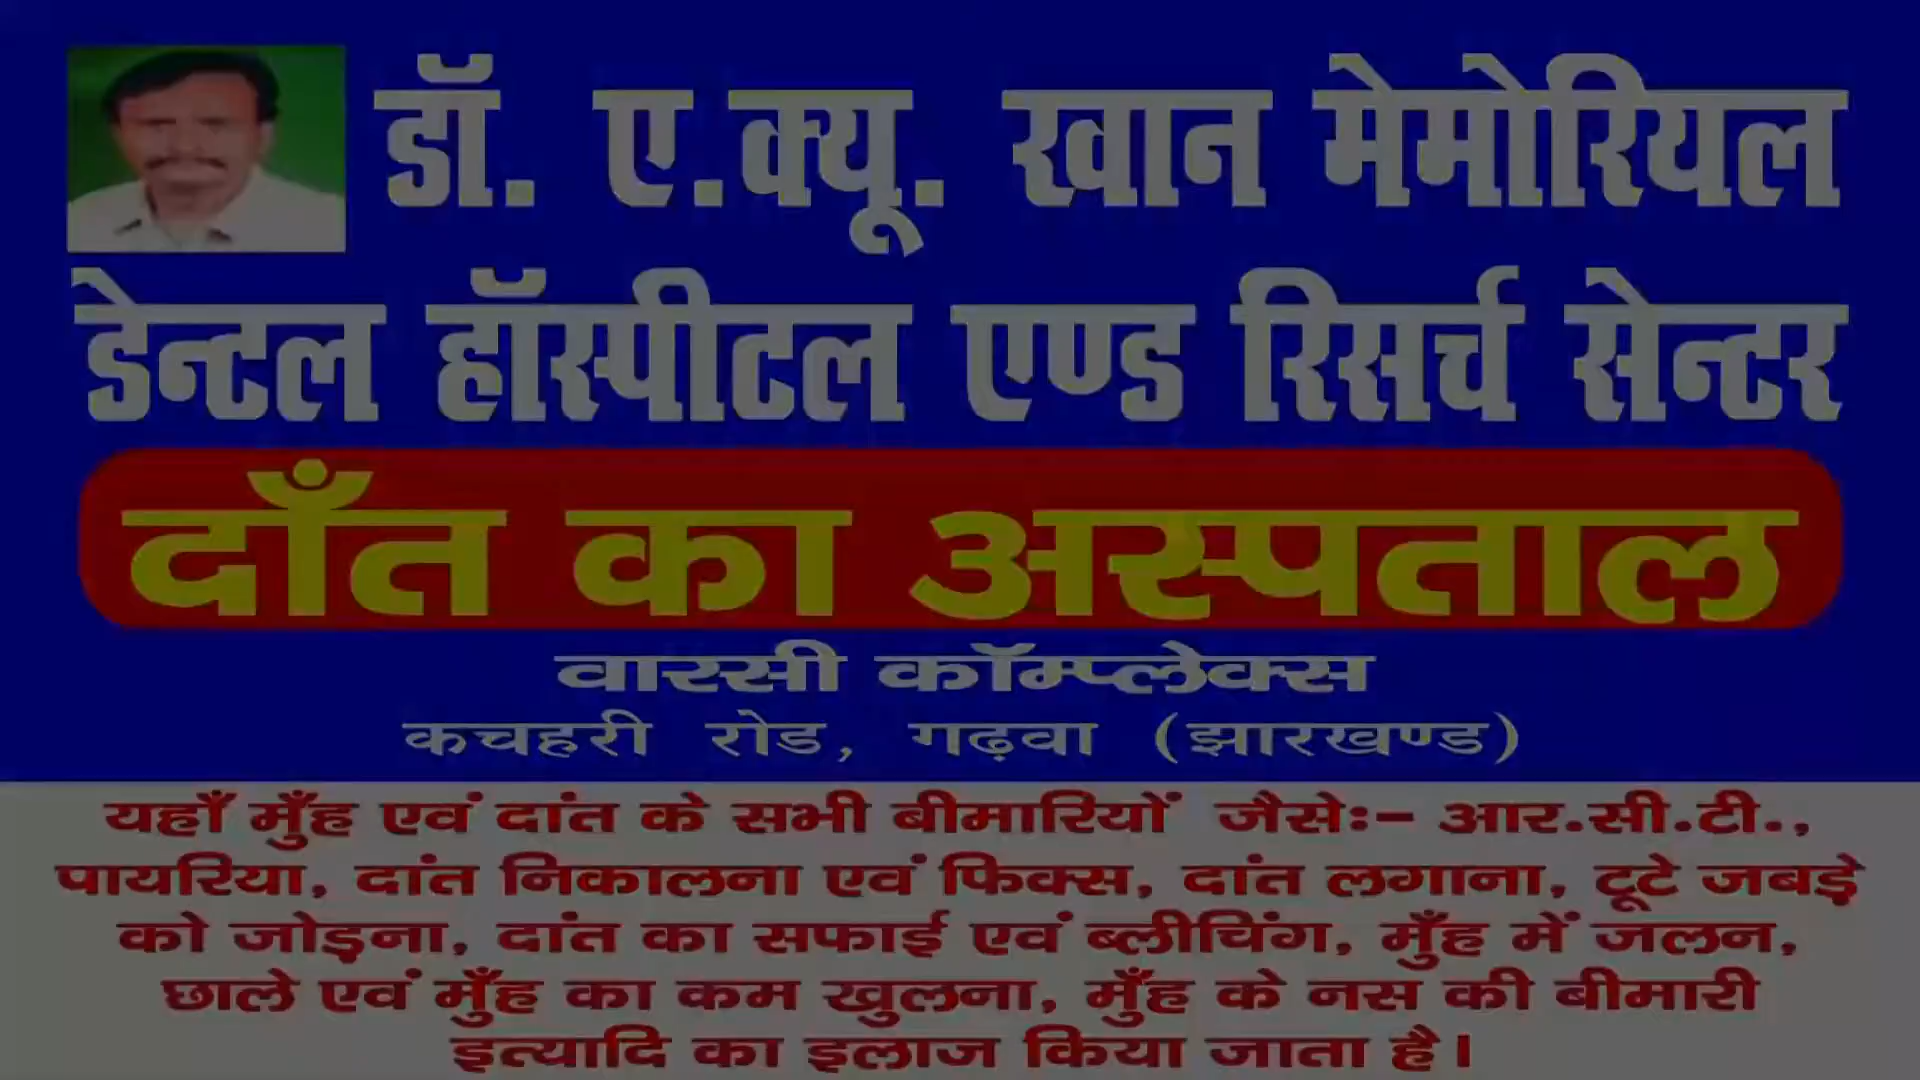 डॉ. ए.क्यू. खान मेमोरियल
डेन्टल हॉस्पीटल एण्ड रिसर्च सेन्टर
दाँत का अस्पताल
वारसी कॉम्प्लेक्स
कचहरी रोड, गढ़वा (झारखण्ड)
यहाँ मुँह एवं दांत के सभी बीमारियों जैसेः- आर.सी.टी.,
पायरिया, दांत निकालना एवं फिक्स, दांत लगाना, टूटे जबड़े
को जोड़ना, दांत का सफाई एवं ब्लीचिंग, मुँह में जलन,
छाले एवं मुँह का कम खुलना, मुँह के नस की बीमारी
इत्यादि का इलाज किया जाता है।